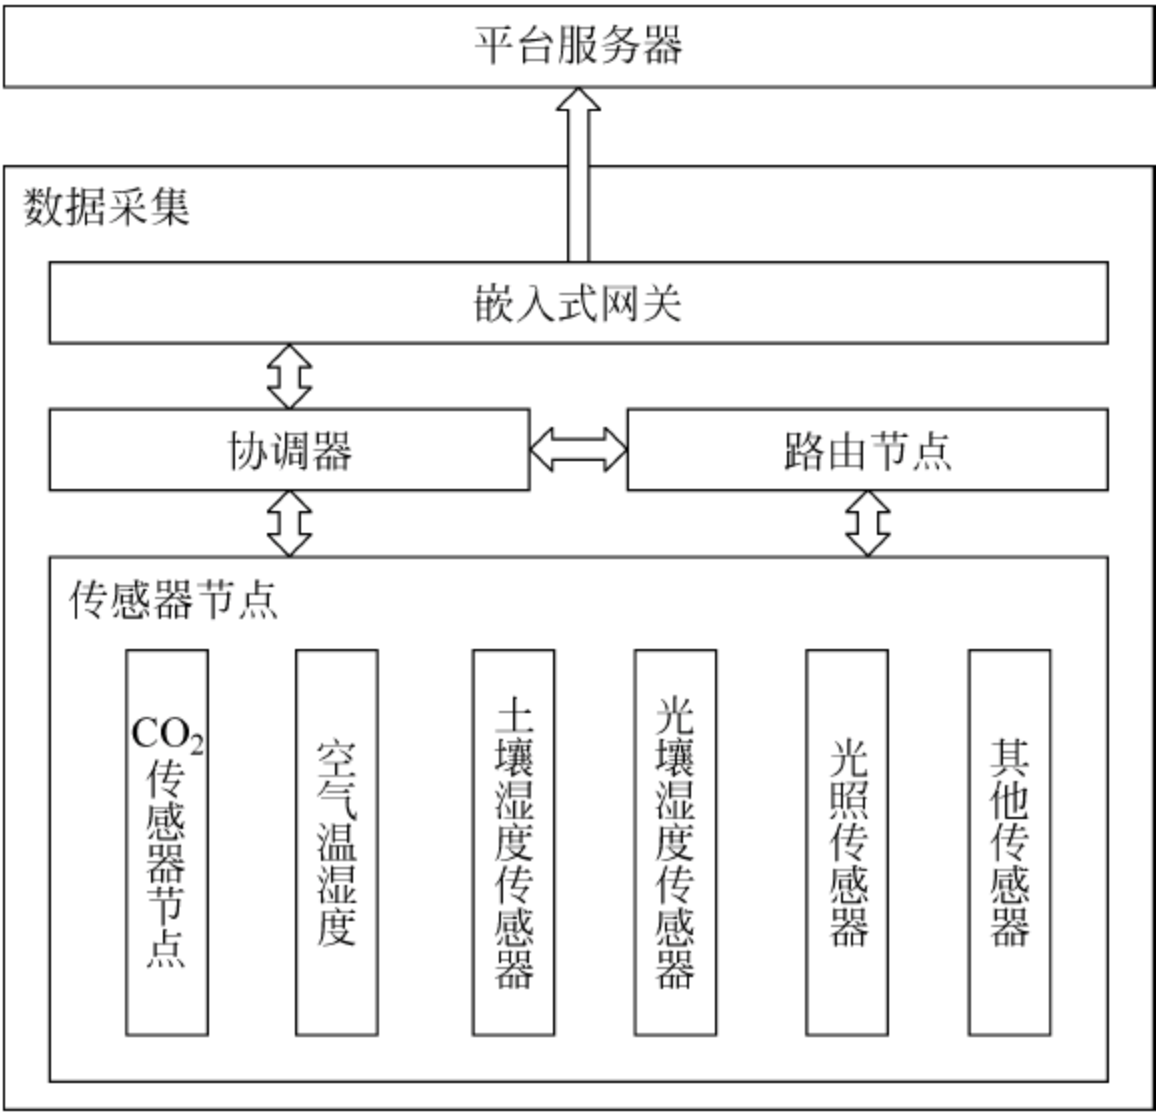 平台服务器
数据采集
嵌入式网关
协调器
路由节点
传感器节点
CO₂传感器节点
空气温湿度
土壤湿度传感器
光壤湿度传感器
光照传感器
其他传感器